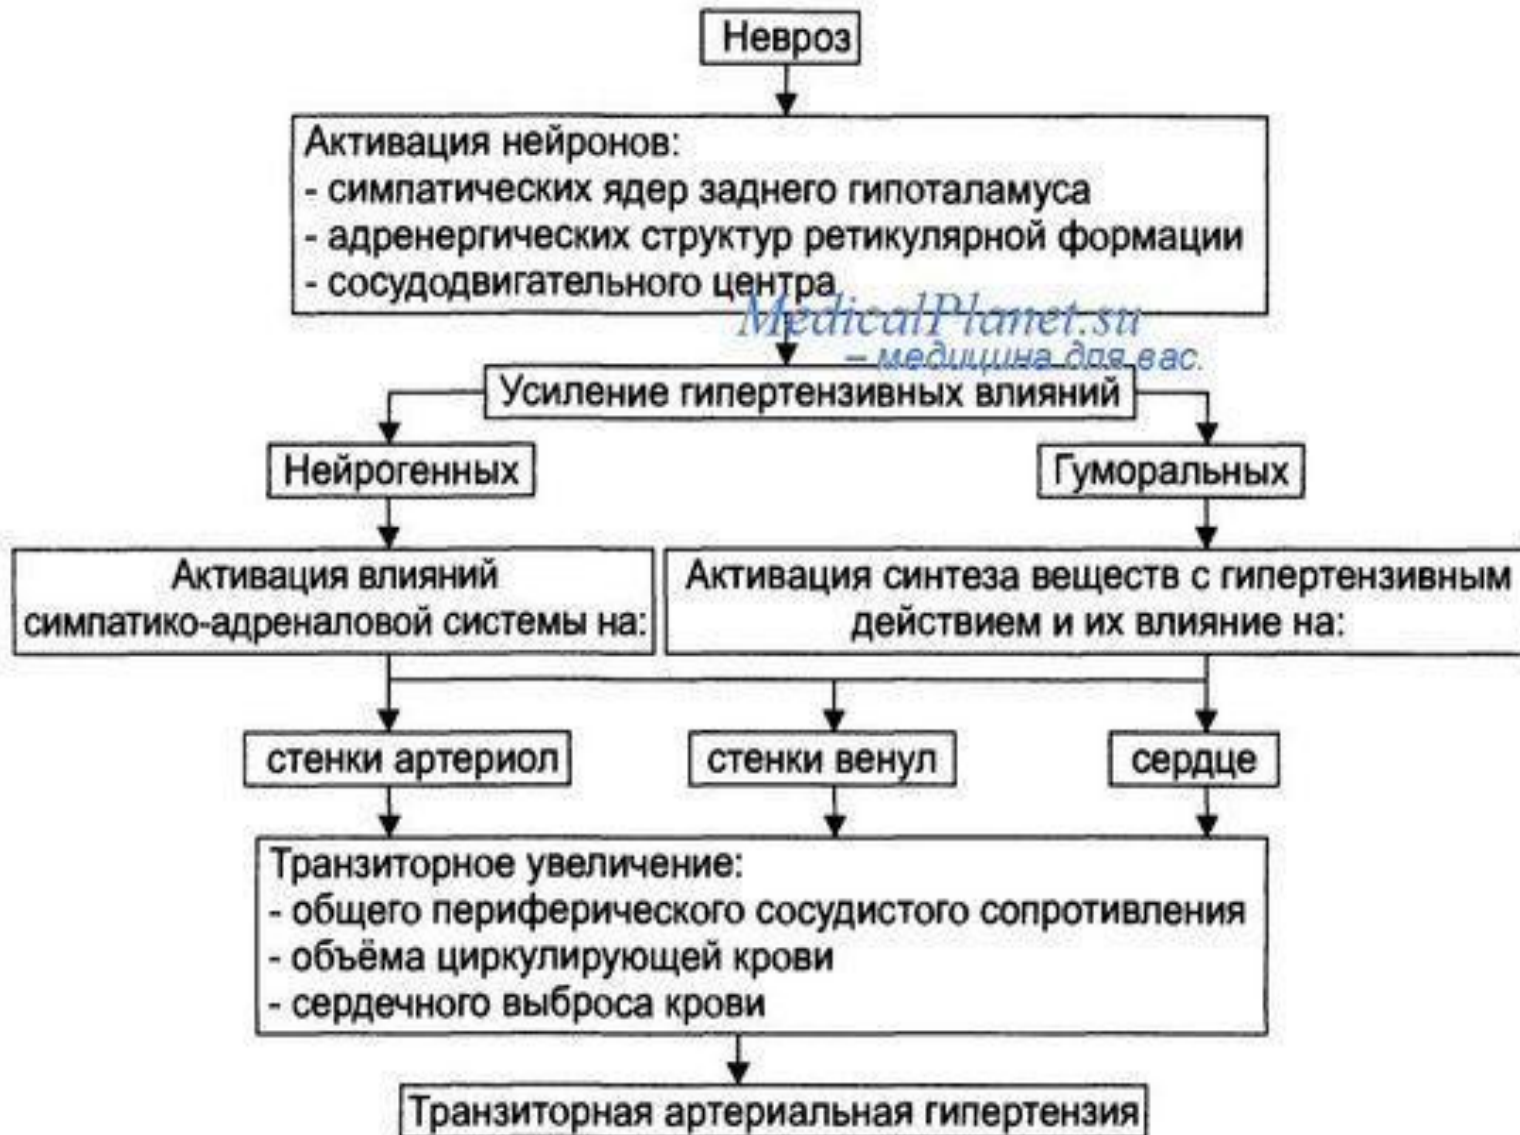 Невроз
Активация нейронов:
- симпатических ядер заднего гипоталамуса
- адренергических структур ретикулярной формации
- сосудодвигательного центра
MedicalPlanet.su
– медицина для вас.
Усиление гипертензивных влияний
Нейрогенных
Гуморальных
Активация влияний
симпатико-адреналовой системы на:
Активация синтеза веществ с гипертензивным
действием и их влияние на:
стенки артериол
стенки венул
сердце
Транзиторное увеличение:
- общего периферического сосудистого сопротивления
- объёма циркулирующей крови
- сердечного выброса крови
Транзиторная артериальная гипертензия